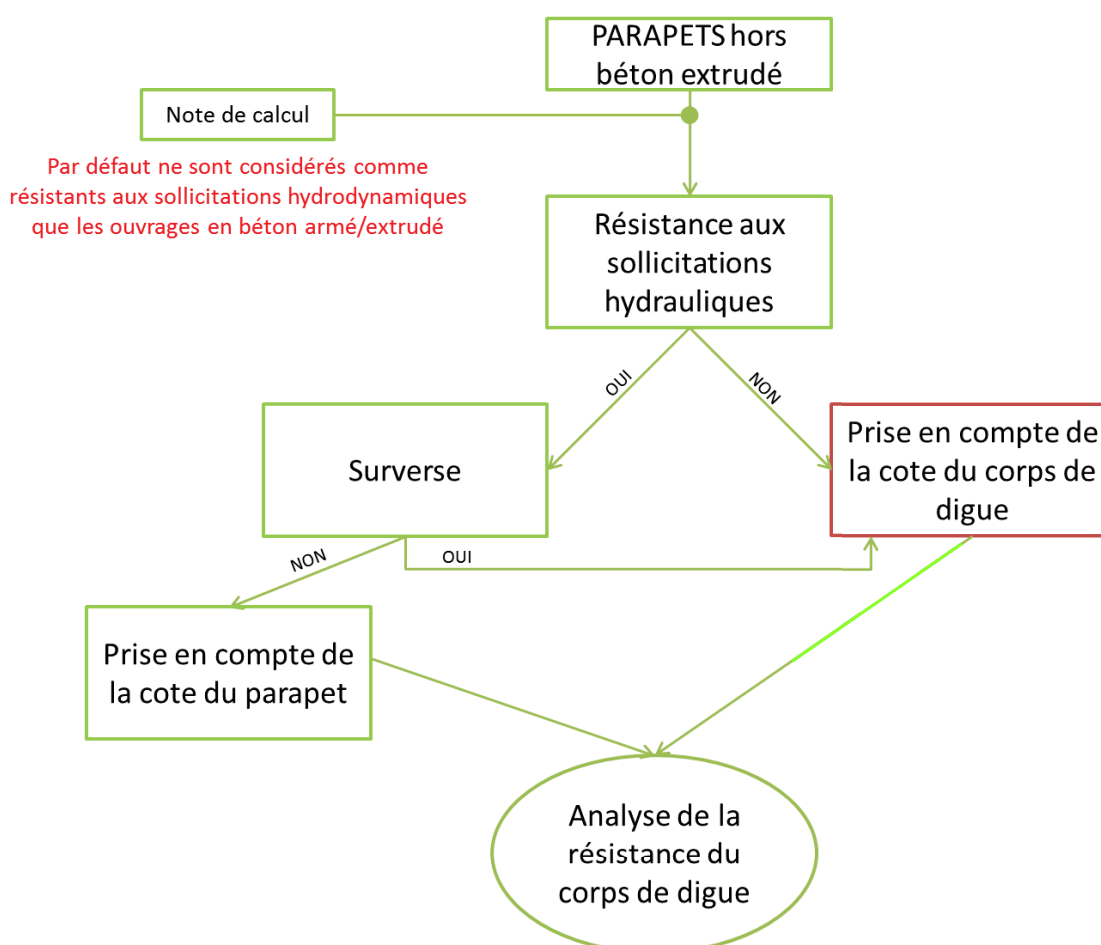 PARAPETS hors
béton extrudé
Note de calcul
Par défaut ne sont considérés comme
résistants aux sollicitations hydrodynamiques
que les ouvrages en béton armé/extrudé
Résistance aux
sollicitations
hydrauliques
OUI
NON
Surverse
Prise en compte de
la cote du corps de
digue
NON
OUI
Prise en compte de
la cote du parapet
Analyse de la
résistance du
corps de digue